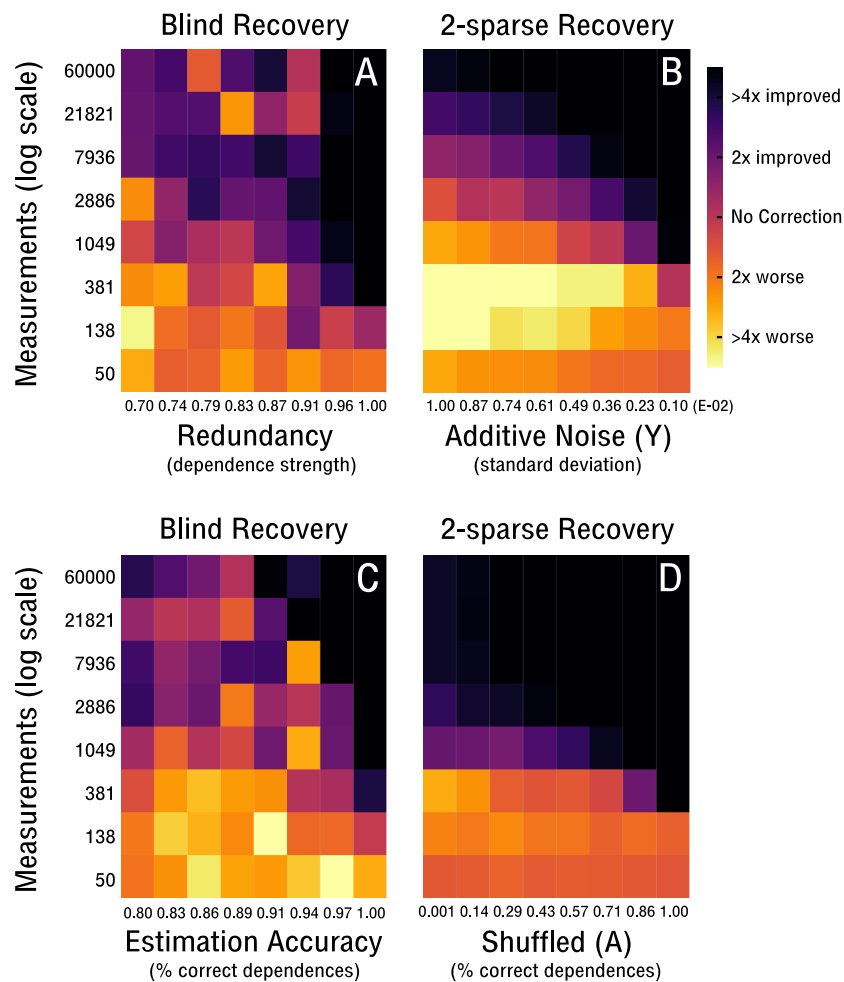 Blind Recovery
2-sparse Recovery
Measurements (log scale)
60000
21821
7936
2886
1049
381
138
50
A
B
>4x improved
2x improved
No Correction
2x worse
>4x worse
0.70 0.74 0.79 0.83 0.87 0.91 0.96 1.00
1.00 0.87 0.74 0.61 0.49 0.36 0.23 0.10 (E-02)
Redundancy
(dependence strength)
Additive Noise (Y)
(standard deviation)
Blind Recovery
2-sparse Recovery
Measurements (log scale)
60000
21821
7936
2886
1049
381
138
50
C
D
0.80 0.83 0.86 0.89 0.91 0.94 0.97 1.00
0.001 0.14 0.29 0.43 0.57 0.71 0.86 1.00
Estimation Accuracy
(% correct dependences)
Shuffled (A)
(% correct dependences)